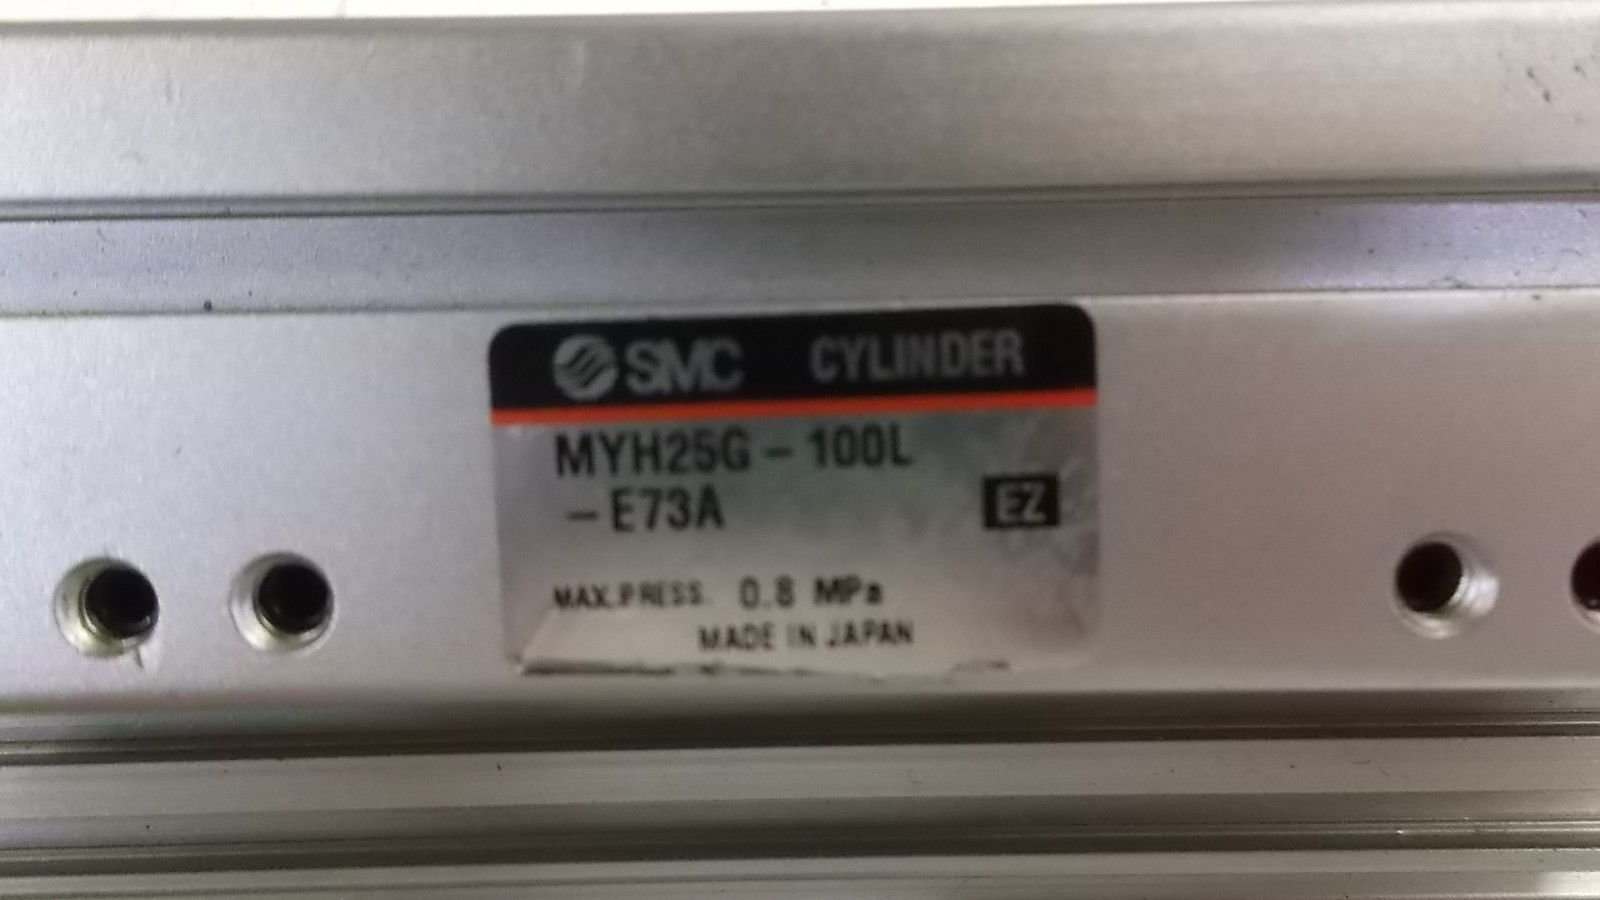 SMC CYLINDER
MYH25G-100L
-E73A
EZ
MAX.PRESS. 0.8 MPa
MADE IN JAPAN